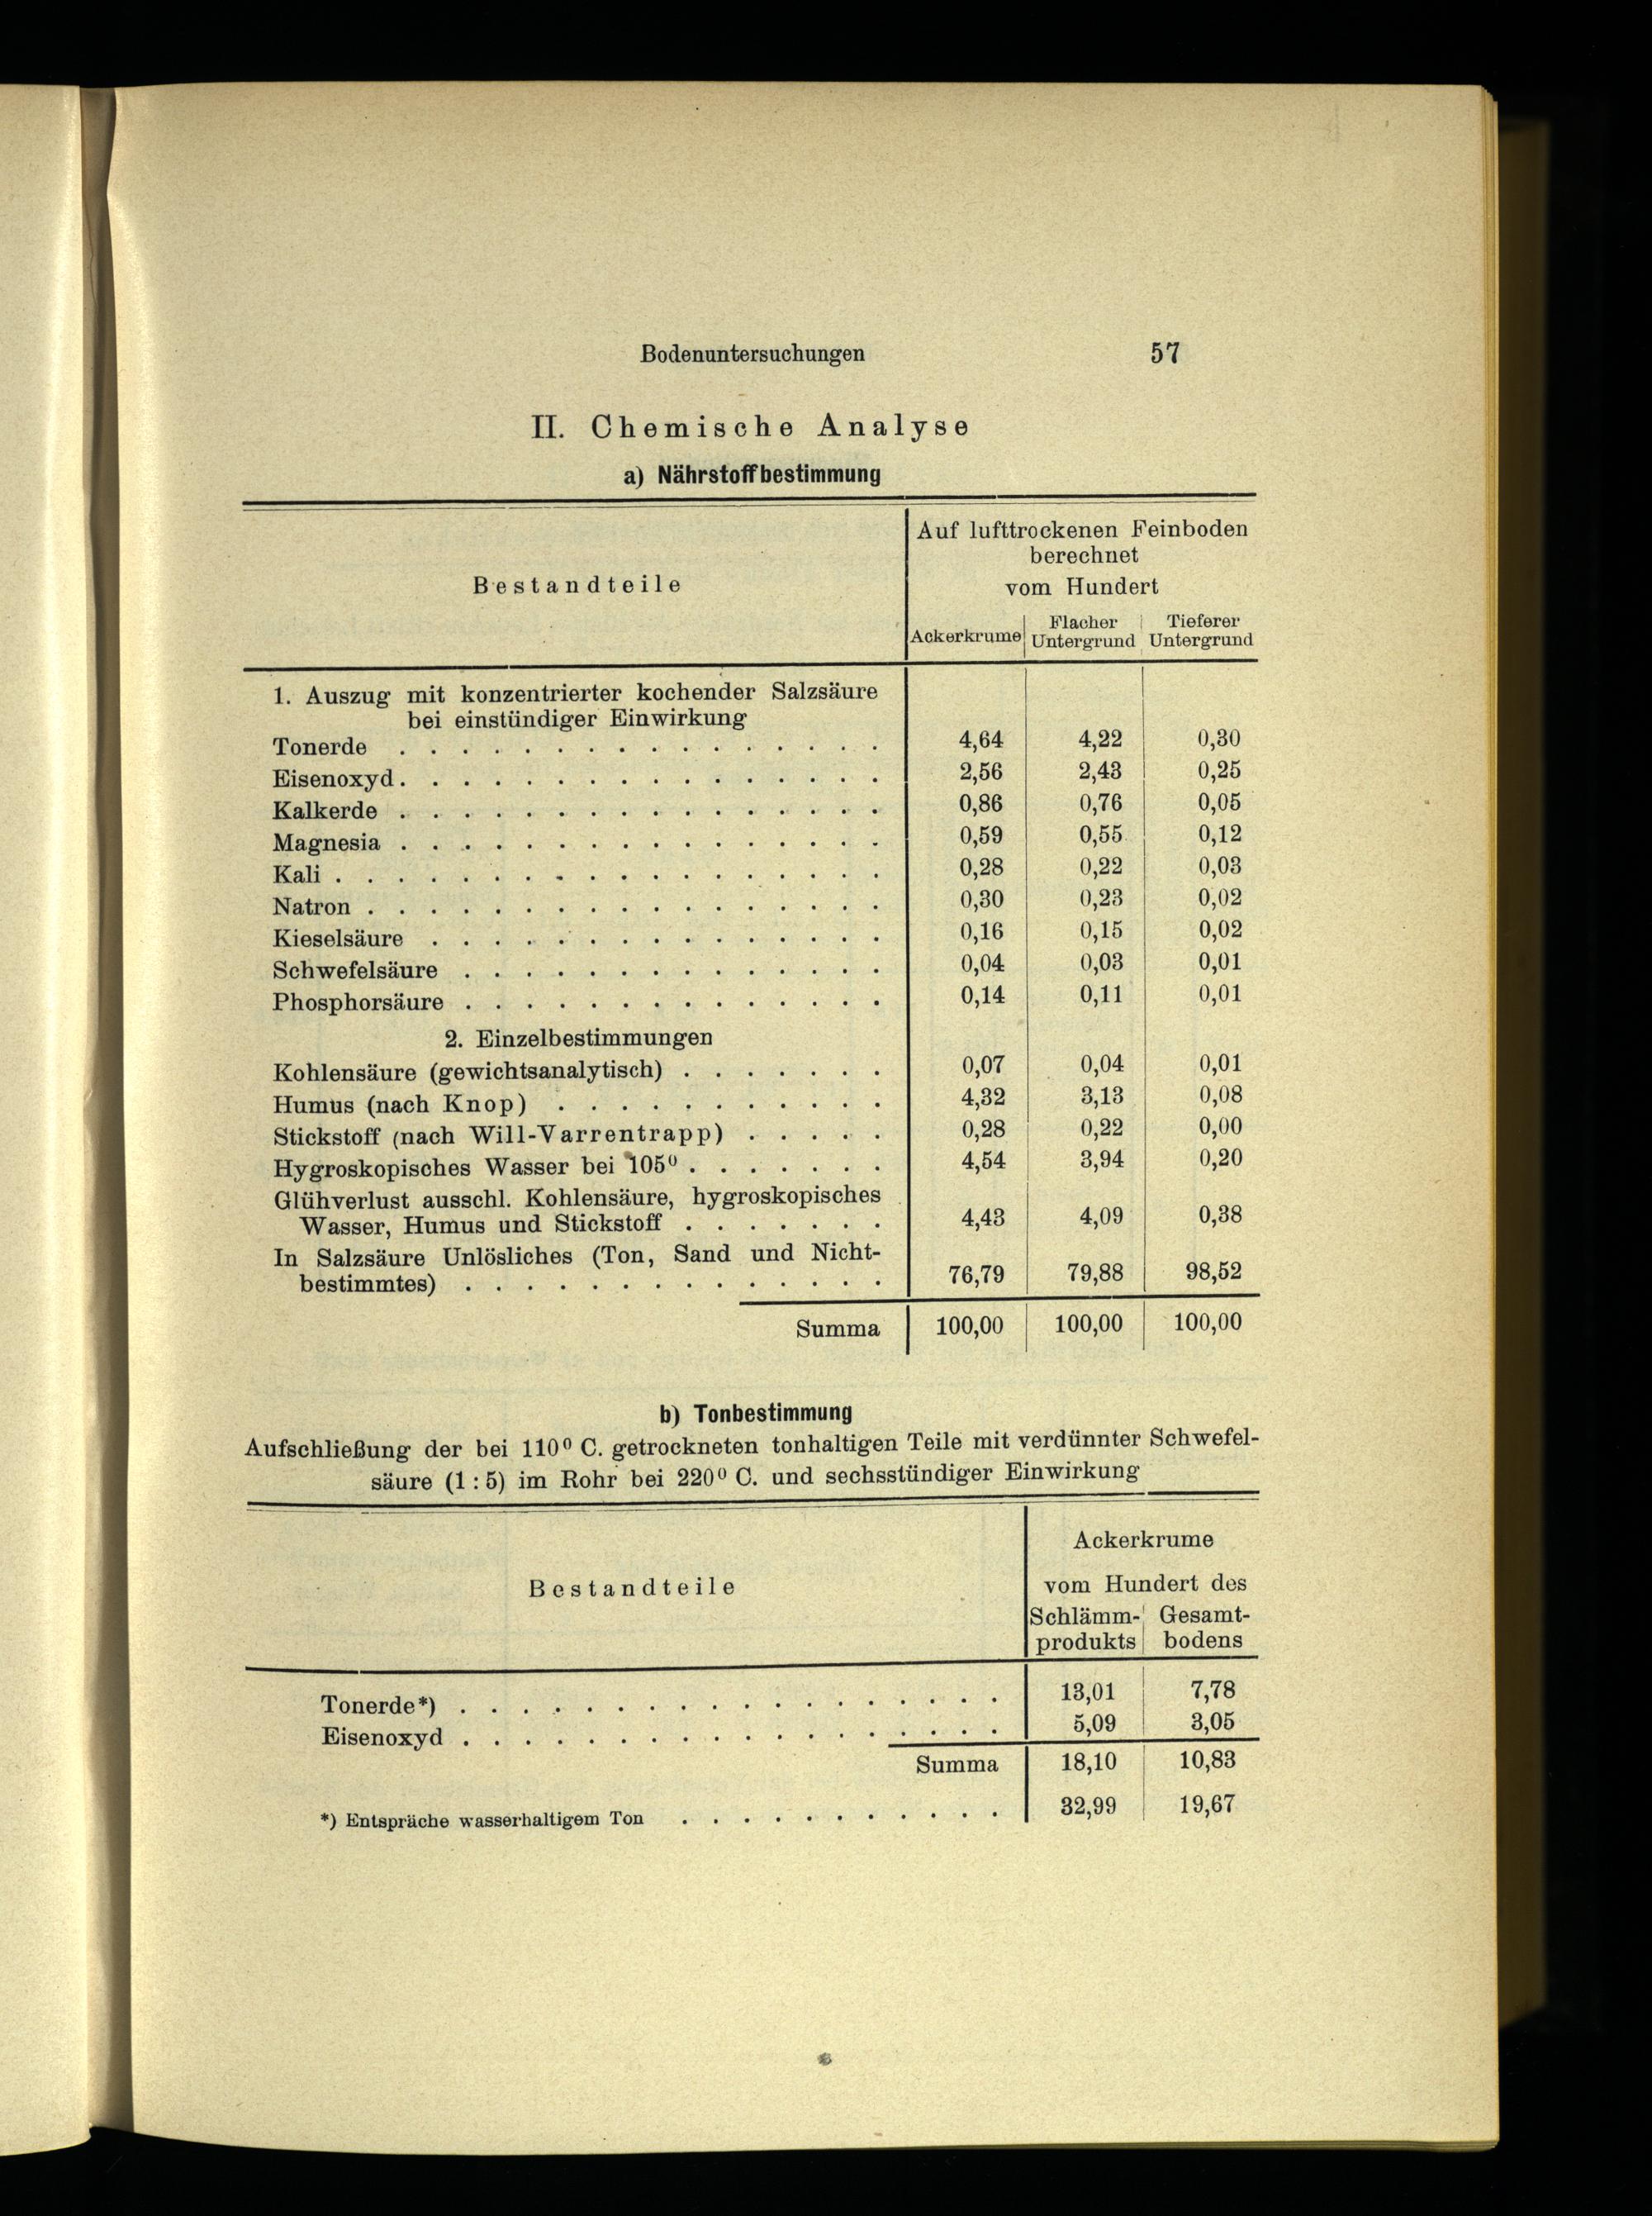 Bodenuntersuchungen 57
II. Chemische Analyse
a) Nährstoffbestimmung
Bestandteile
Auf lufttrockenen Feinboden
berechnet
vom Hundert
Ackerkrume Flacher Untergrund Tieferer Untergrund
1. Auszug mit konzentrierter kochender Salzsäure
bei einstündiger Einwirkung
Tonerde . . . . . . . . . . . . . . . . 4,64 4,22 0,30
Eisenoxyd . . . . . . . . . . . . . . . . 2,56 2,43 0,25
Kalkerde . . . . . . . . . . . . . . . . 0,86 0,76 0,05
Magnesia . . . . . . . . . . . . . . . . 0,59 0,55 0,12
Kali . . . . . . . . . . . . . . . . . . 0,28 0,22 0,03
Natron . . . . . . . . . . . . . . . . . 0,30 0,23 0,02
Kieselsäure . . . . . . . . . . . . . . . 0,16 0,15 0,02
Schwefelsäure . . . . . . . . . . . . . . 0,04 0,03 0,01
Phosphorsäure . . . . . . . . . . . . . . 0,14 0,11 0,01
2. Einzelbestimmungen
Kohlensäure (gewichtsanalytisch) . . . . . . . 0,07 0,04 0,01
Humus (nach Knop) . . . . . . . . . . . 4,32 3,13 0,08
Stickstoff (nach Will-Varrentrapp) . . . . . 0,28 0,22 0,00
Hygroskopisches Wasser bei 105⁰ . . . . . . . 4,54 3,94 0,20
Glühverlust ausschl. Kohlensäure, hygroskopisches
Wasser, Humus und Stickstoff . . . . . . . 4,43 4,09 0,38
In Salzsäure Unlösliches (Ton, Sand und Nicht-
bestimmtes) . . . . . . . . . . . . . . 76,79 79,88 98,52
Summa 100,00 100,00 100,00
b) Tonbestimmung
Aufschließung der bei 110⁰ C. getrockneten tonhaltigen Teile mit verdünnter Schwefel-
säure (1 : 5) im Rohr bei 220⁰ C. und sechsstündiger Einwirkung
Bestandteile
Ackerkrume
vom Hundert des
Schlämm- Gesamt-
produkts bodens
Tonerde*) . . . . . . . . . . . . . . . . . . 13,01 7,78
Eisenoxyd . . . . . . . . . . . . . . . . . . 5,09 3,05
Summa 18,10 10,83
*) Entspräche wasserhaltigem Ton . . . . . . . . . . . 32,99 19,67